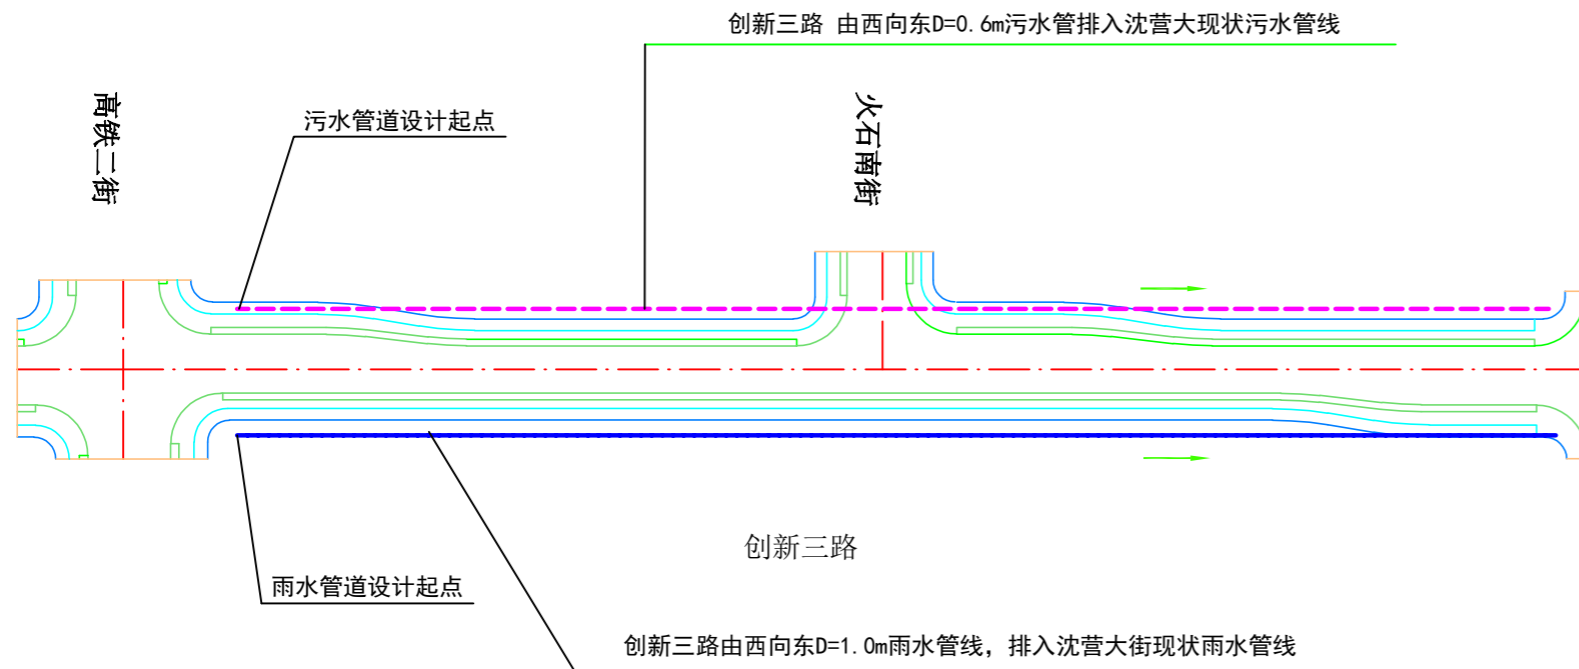 创新三路 由西向东D=0.6m污水管排入沈营大现状污水管线
高铁二街
污水管道设计起点
火石南街
创新三路
雨水管道设计起点
创新三路由西向东D=1.0m雨水管线，排入沈营大街现状雨水管线